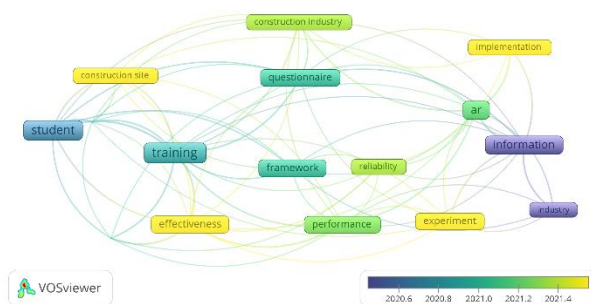 construction industry
implementation
construction site
questionnaire
ar
student
information
training
framework
reliability
industry
effectiveness
performance
experiment
VOSviewer
2020.6 2020.8 2021.0 2021.2 2021.4